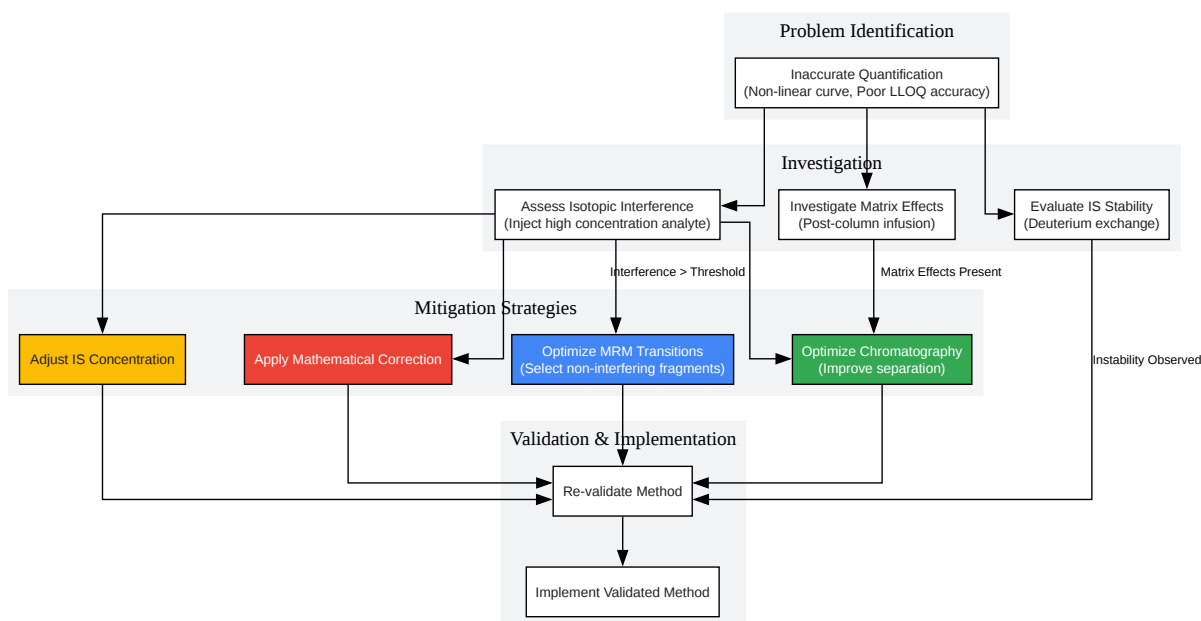 Problem Identification
Inaccurate Quantification
(Non-linear curve, Poor LLOQ accuracy)
Investigation
Assess Isotopic Interference
(Inject high concentration analyte)
Investigate Matrix Effects
(Post-column infusion)
Evaluate IS Stability
(Deuterium exchange)
Interference > Threshold
Matrix Effects Present
Mitigation Strategies
Adjust IS Concentration
Apply Mathematical Correction
Optimize MRM Transitions
(Select non-interfering fragments)
Optimize Chromatography
(Improve separation)
Instability Observed
Validation & Implementation
Re-validate Method
Implement Validated Method